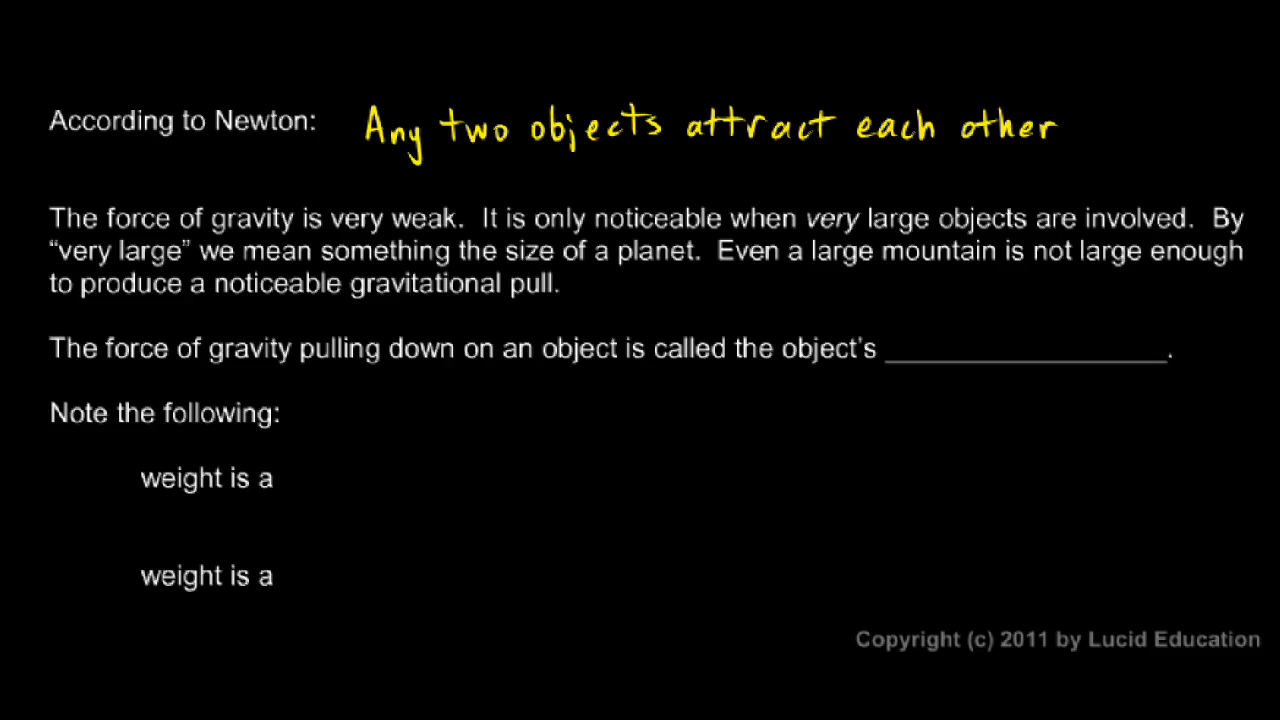 According to Newton: Any two objects attract each other
The force of gravity is very weak. It is only noticeable when very large objects are involved. By
“very large” we mean something the size of a planet. Even a large mountain is not large enough
to produce a noticeable gravitational pull.
The force of gravity pulling down on an object is called the object’s ___________________.
Note the following:
weight is a
weight is a
Copyright (c) 2011 by Lucid Education